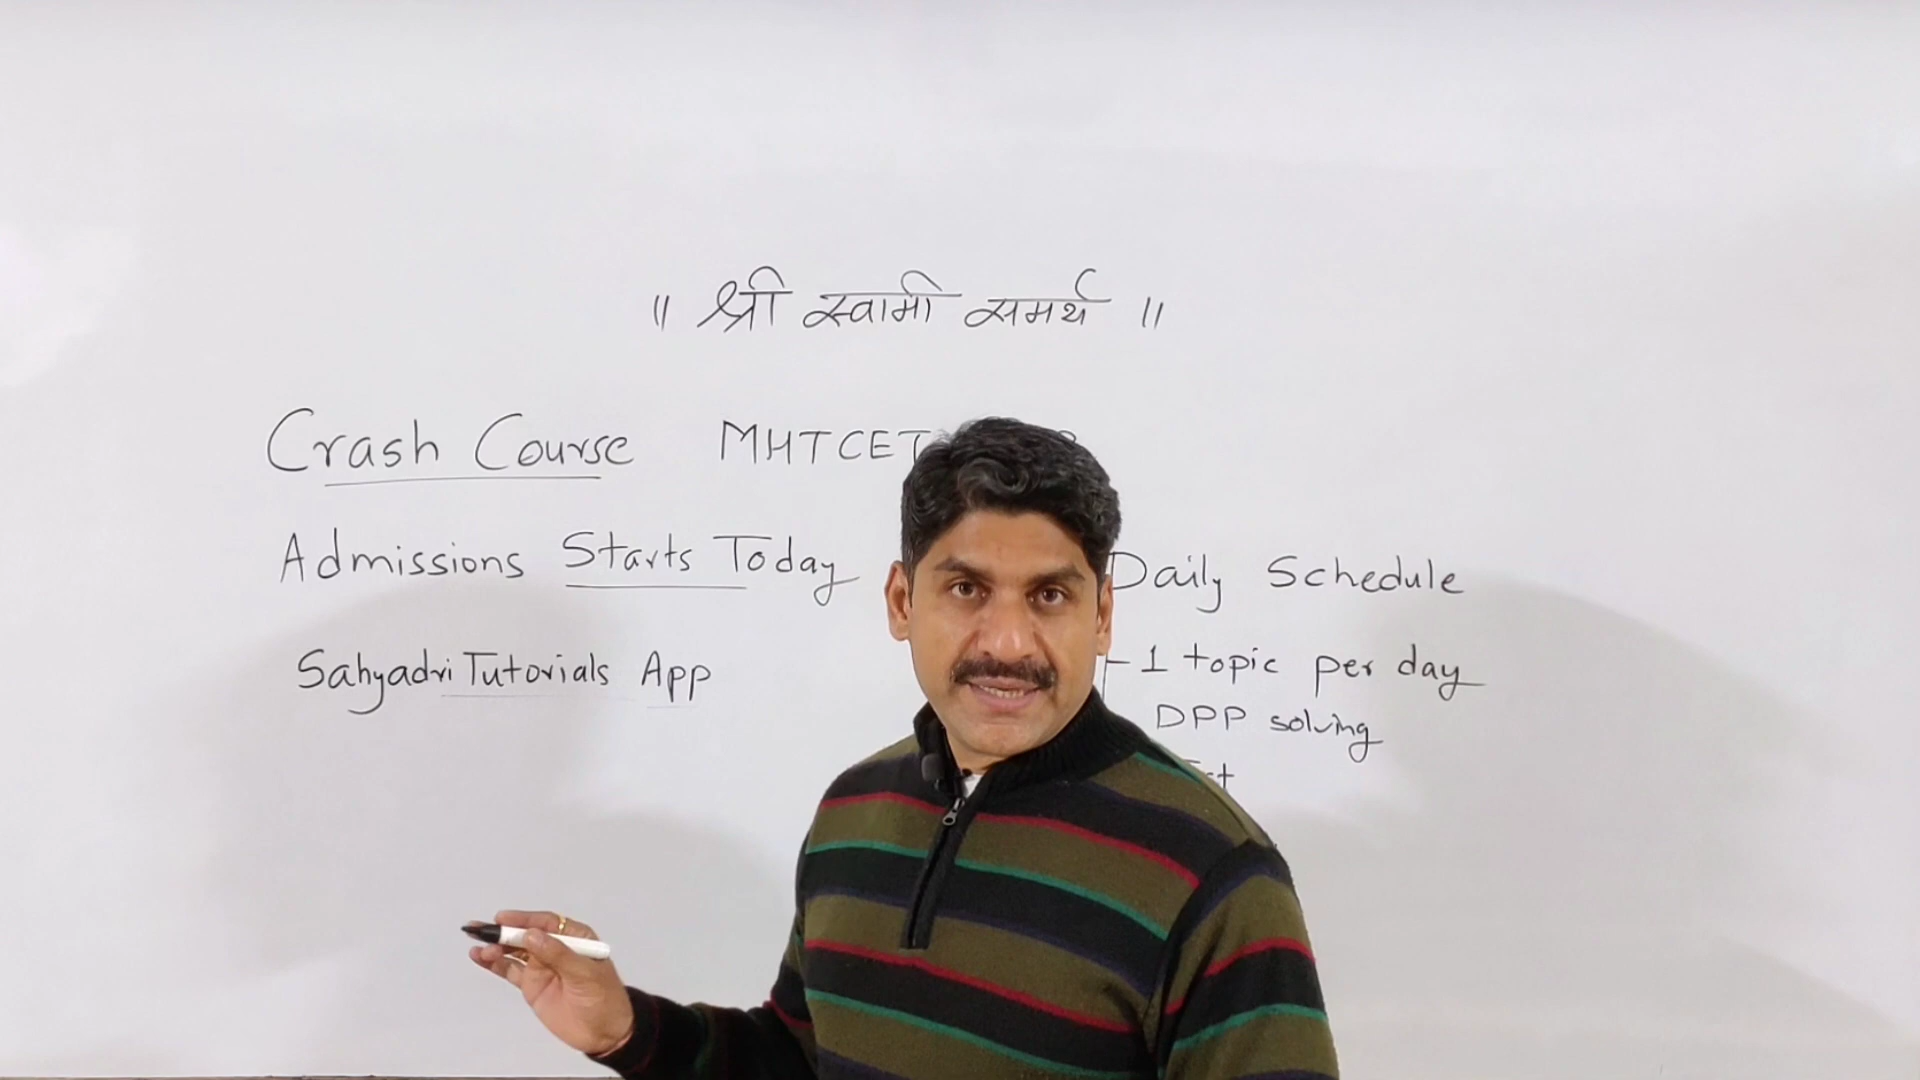 ॥ श्री स्वामी समर्थ ॥
Crash Course MHTCET
Admissions Starts Today
Sahyadri Tutorials App
Daily Schedule
- 1 topic per day
DPP solving